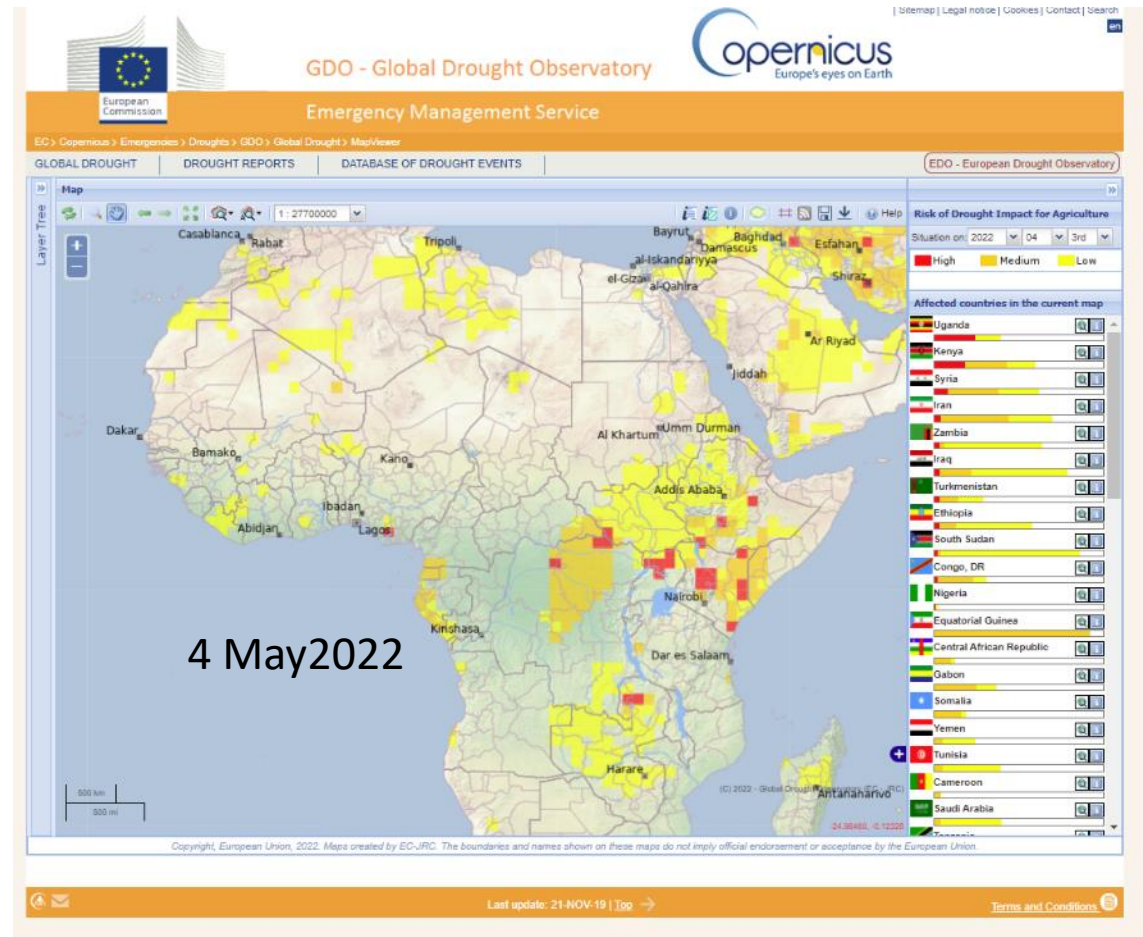 | Sitemap | Legal notice | Cookies | Contact | Search
en
Copernicus
Europe's eyes on Earth
GDO - Global Drought Observatory
European
Commission
Emergency Management Service
EC > Copernicus > Emergencies > Droughts > GDO > Global Drought > MapViewer
GLOBAL DROUGHT
DROUGHT REPORTS
DATABASE OF DROUGHT EVENTS
EDO - European Drought Observatory
Layer Tree
Map
1 : 27700000
Help
Casablanca
Rabat
Tripoli
Bayrut
Damascus
Baghdad
Esfahan
al-Iskandariyya
el-Giza
al-Qahira
Shiraz
Ar Riyad
Jiddah
Dakar
Bamako
Kano
Al Khartum
Umm Durman
Addis Ababa
Ibadan
Abidjan
Lagos
Nairobi
Kinshasa
4 May2022
Dar es Salaam
Harare
Antananarivo
500 km
500 mi
Risk of Drought Impact for Agriculture
Situation on: 2022 04 3rd
High Medium Low
Affected countries in the current map
Uganda
Kenya
Syria
Iran
Zambia
Iraq
Turkmenistan
Ethiopia
South Sudan
Congo, DR
Nigeria
Equatorial Guinea
Central African Republic
Gabon
Somalia
Yemen
Tunisia
Cameroon
Saudi Arabia
Copyright, European Union, 2022. Maps created by EC-JRC. The boundaries and names shown on these maps do not imply official endorsement or acceptance by the European Union.
Last update: 21-NOV-19 | Top
Terms and Conditions